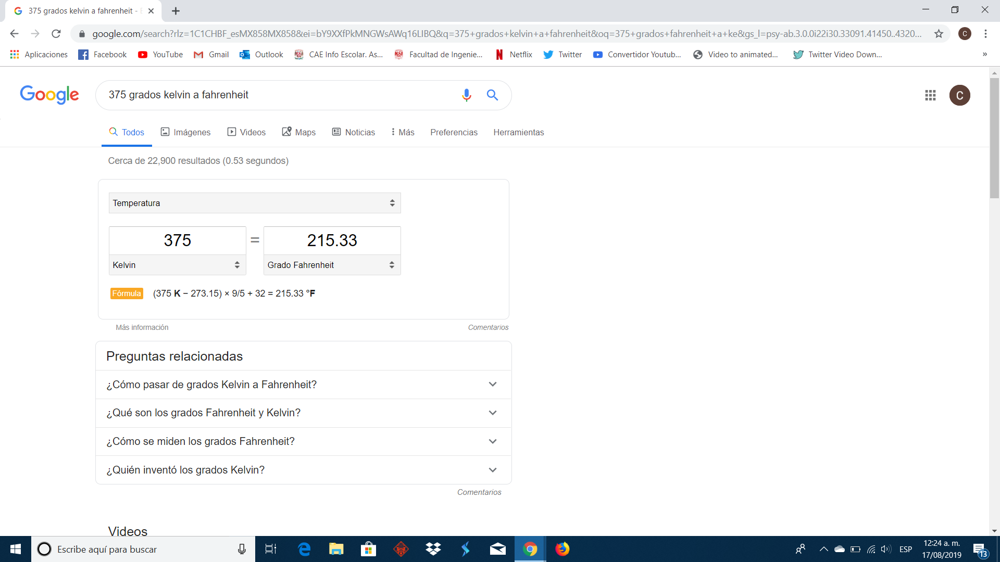 375 grados kelvin a fahrenheit -
google.com/search?rlz=1C1CHBF_esMX858MX858&ei=bY9XXfPkMNGWsAWq16LIBQ&q=375+grados+kelvin+a+fahrenheit&oq=375+grados+fahrenheit+a+ke&gs_l=psy-ab.3.0.0i22i30.33091.41450..4320...
C
Aplicaciones
Facebook
YouTube
Gmail
Outlook
CAE Info Escolar. As...
Facultad de Ingenie...
Netflix
Twitter
Convertidor Youtub...
Video to animated...
Twitter Video Down...
»
Google
375 grados kelvin a fahrenheit
C
Todos
Imágenes
Videos
Maps
Noticias
Más
Preferencias
Herramientas
Cerca de 22,900 resultados (0.53 segundos)
Temperatura
375 = 215.33
Kelvin
Grado Fahrenheit
Fórmula (375 K − 273.15) × 9/5 + 32 = 215.33 °F
Más información
Comentarios
Preguntas relacionadas
¿Cómo pasar de grados Kelvin a Fahrenheit?
¿Qué son los grados Fahrenheit y Kelvin?
¿Cómo se miden los grados Fahrenheit?
¿Quién inventó los grados Kelvin?
Comentarios
Videos
Escribe aquí para buscar
ESP
12:24 a. m.
17/08/2019
13